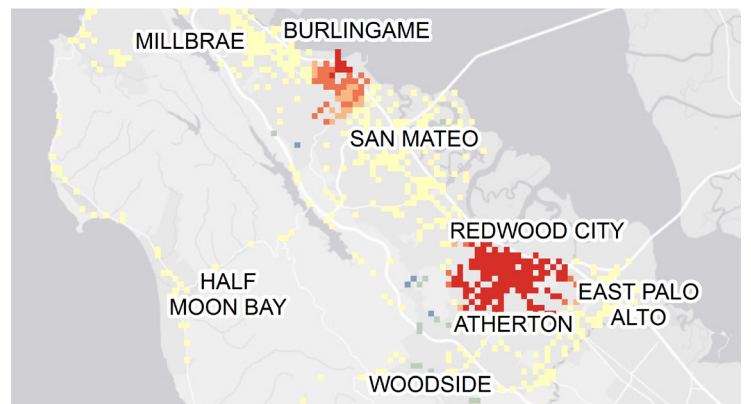 BURLINGAME
MILLBRAE
SAN MATEO
REDWOOD CITY
HALF
MOON BAY
EAST PALO
ALTO
ATHERTON
WOODSIDE